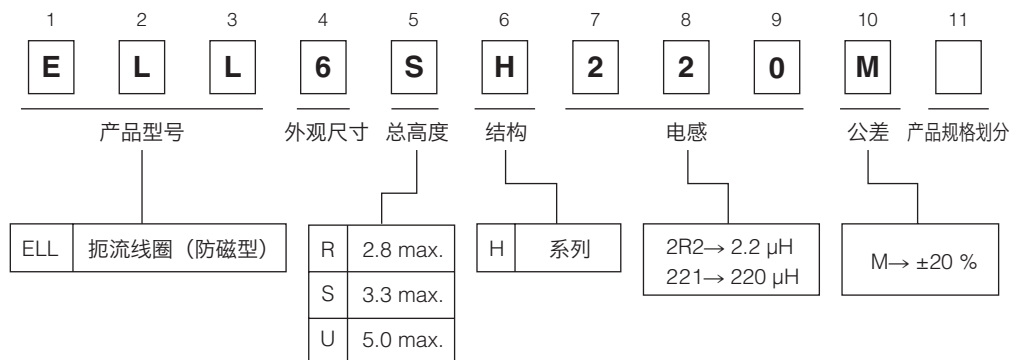 1 2 3 4 5 6 7 8 9 10 11
E L L 6 S H 2 2 0 M
产品型号 外观尺寸 总高度 结构 电感 公差 产品规格划分
ELL 扼流线圈（防磁型）
R 2.8 max.
S 3.3 max.
U 5.0 max.
H 系列
2R2→ 2.2 μH
221→ 220 μH
M→ ±20 %